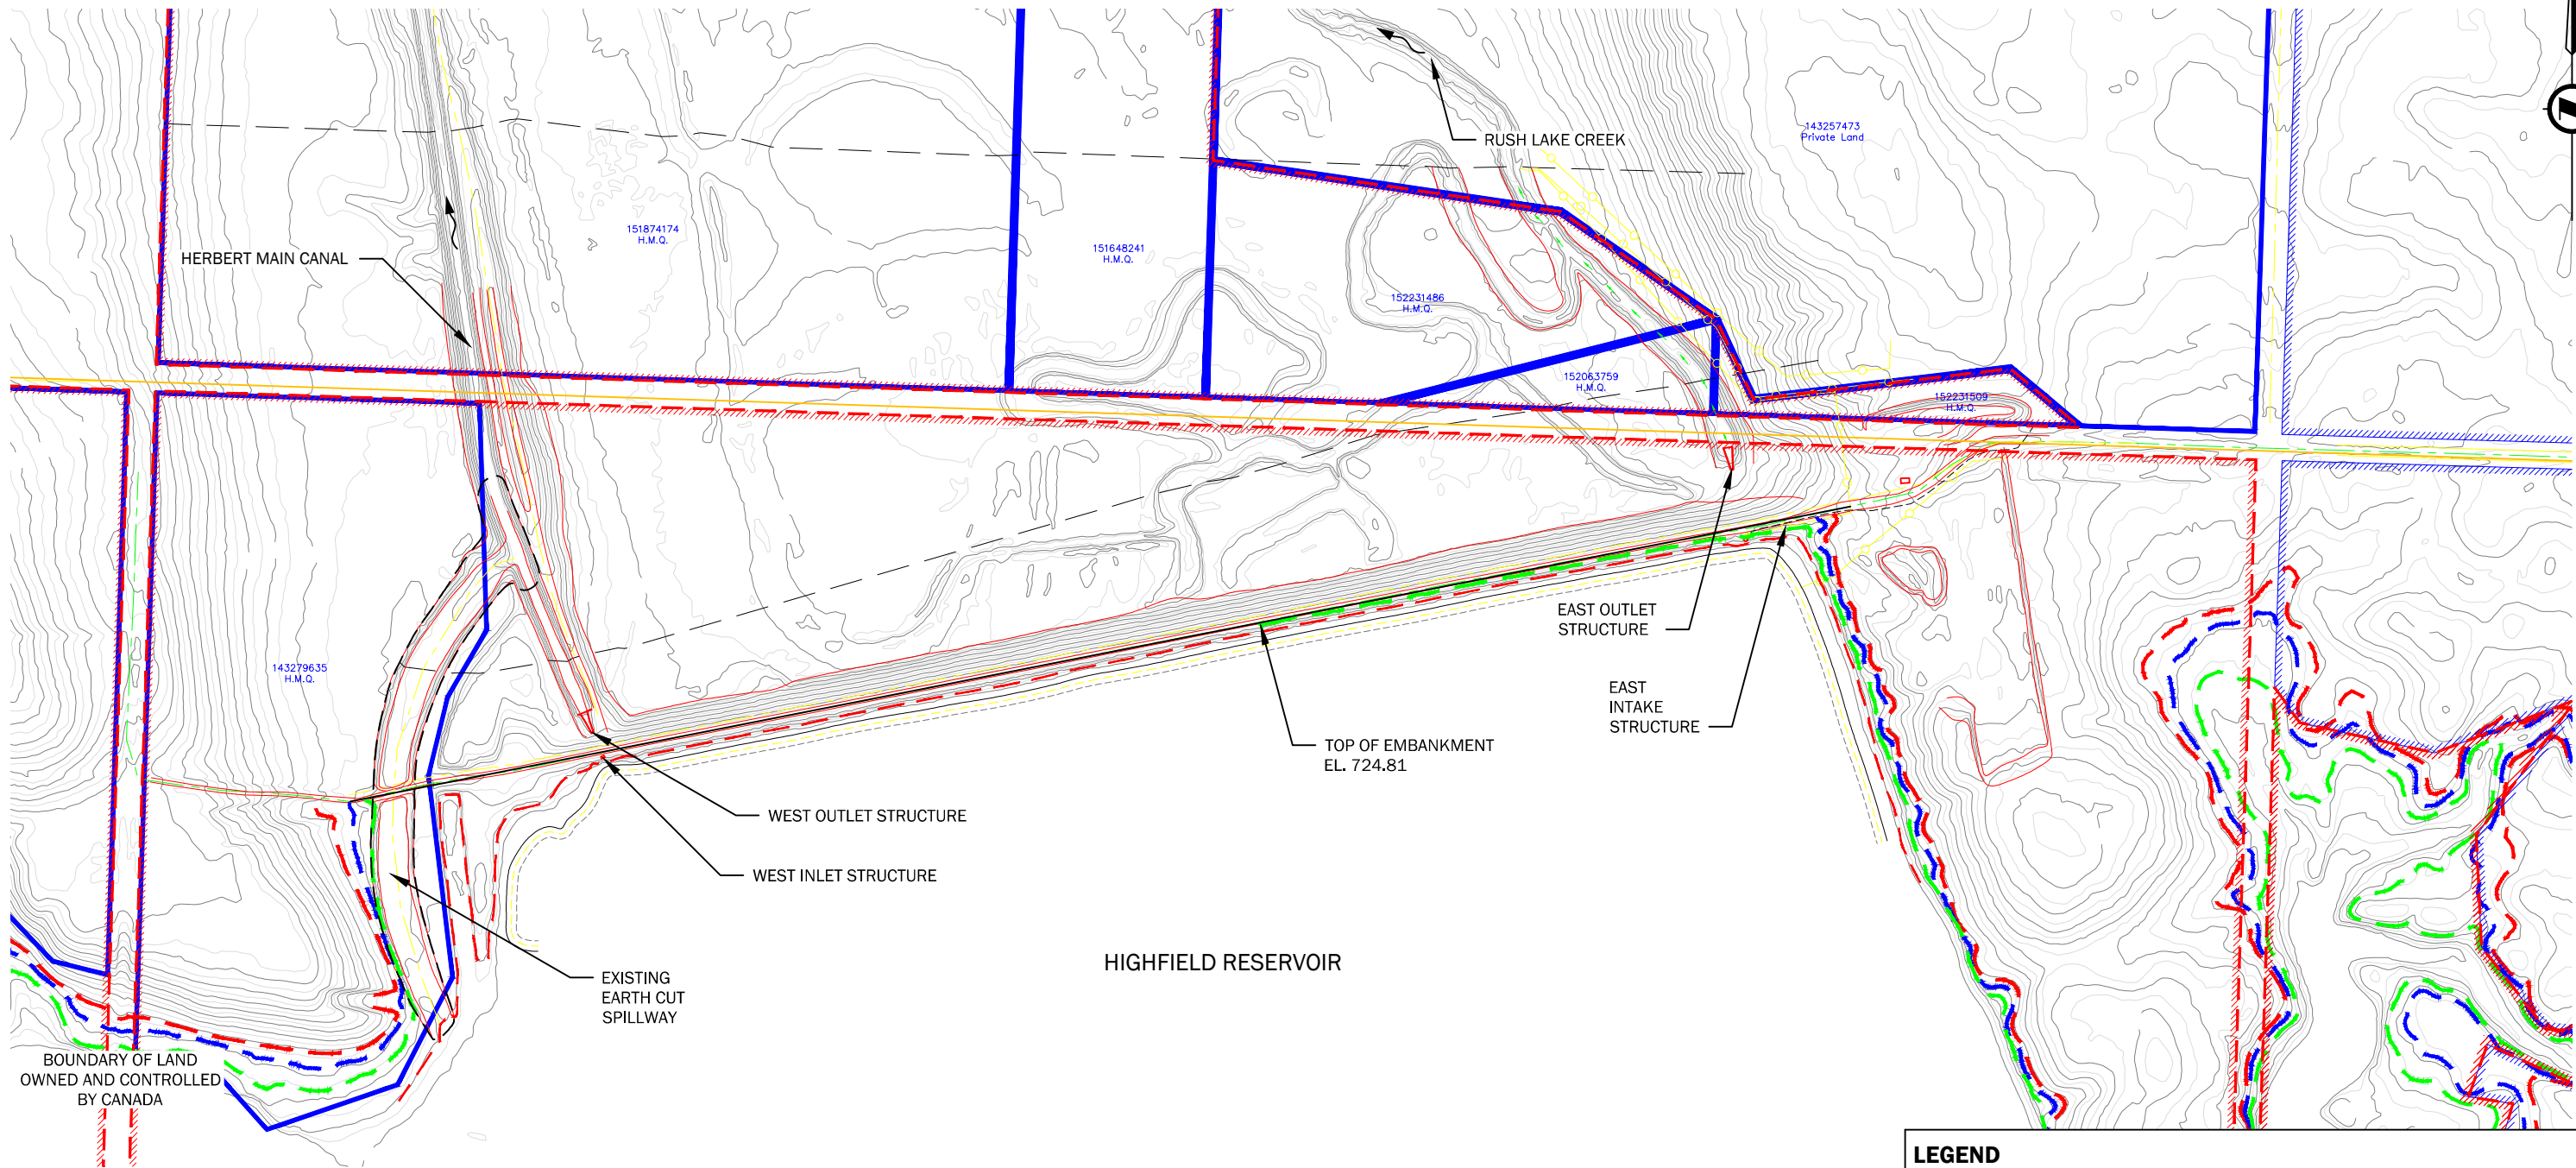 RUSH LAKE CREEK
143257473
Private Land
HERBERT MAIN CANAL
151874174
H.M.Q.
151648241
H.M.Q.
152231486
H.M.Q.
152063759
H.M.Q.
152231509
H.M.Q.
143279635
H.M.Q.
EAST OUTLET
STRUCTURE
EAST
INTAKE
STRUCTURE
TOP OF EMBANKMENT
EL. 724.81
WEST OUTLET STRUCTURE
WEST INLET STRUCTURE
HIGHFIELD RESERVOIR
EXISTING
EARTH CUT
SPILLWAY
BOUNDARY OF LAND
OWNED AND CONTROLLED
BY CANADA
LEGEND